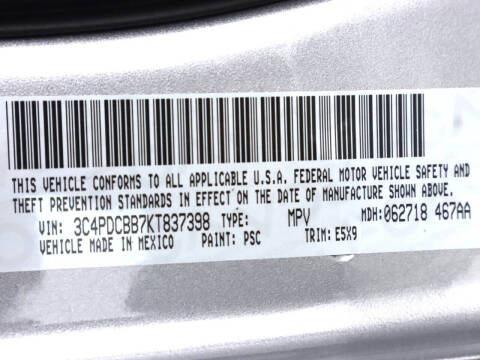 THIS VEHICLE CONFORMS TO ALL APPLICABLE U.S.A. FEDERAL MOTOR VEHICLE SAFETY AND
THEFT PREVENTION STANDARDS IN EFFECT ON THE DATE OF MANUFACTURE SHOWN ABOVE.
VIN: 3C4PDCBB7KT837398 TYPE: MPV MDH:062718 467AA
VEHICLE MADE IN MEXICO PAINT: PSC TRIM: E5X9